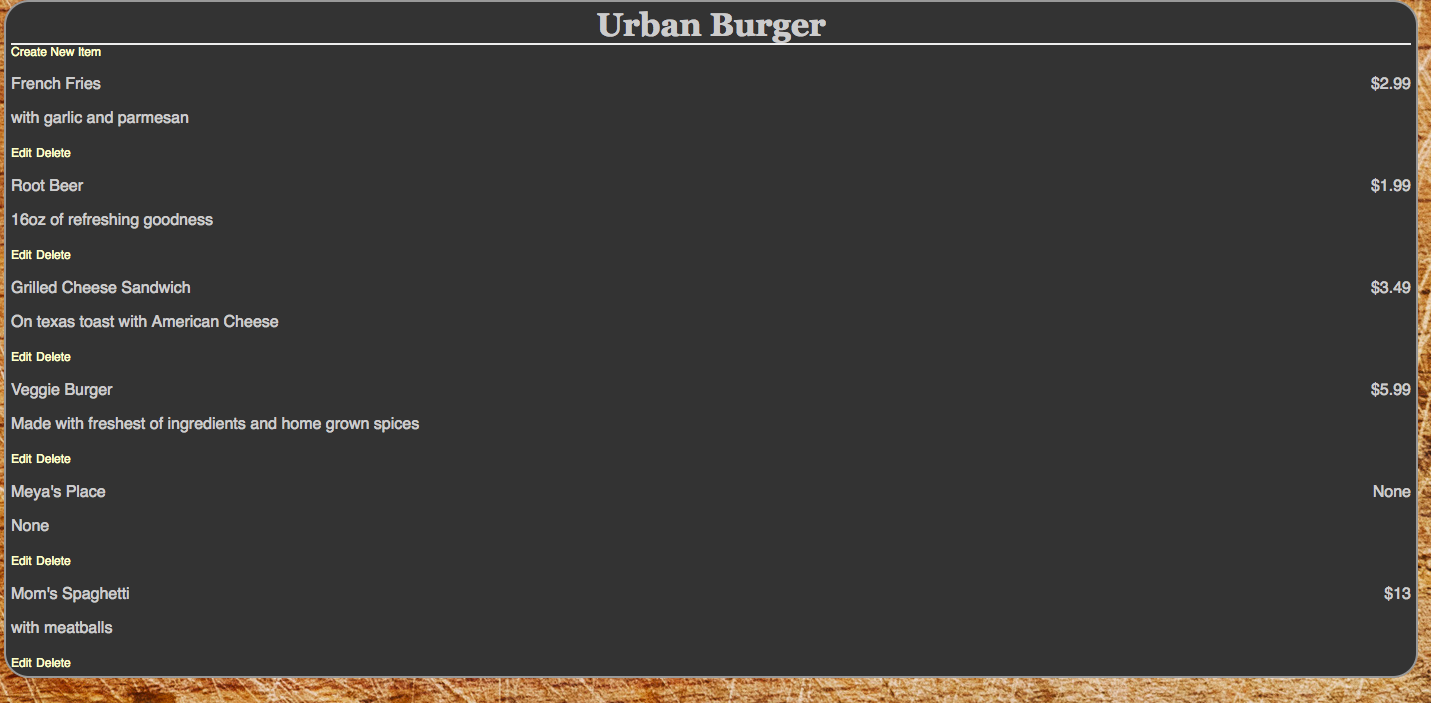 Urban Burger
Create New Item
French Fries $2.99
with garlic and parmesan
Edit Delete
Root Beer $1.99
16oz of refreshing goodness
Edit Delete
Grilled Cheese Sandwich $3.49
On texas toast with American Cheese
Edit Delete
Veggie Burger $5.99
Made with freshest of ingredients and home grown spices
Edit Delete
Meya's Place None
None
Edit Delete
Mom's Spaghetti $13
with meatballs
Edit Delete